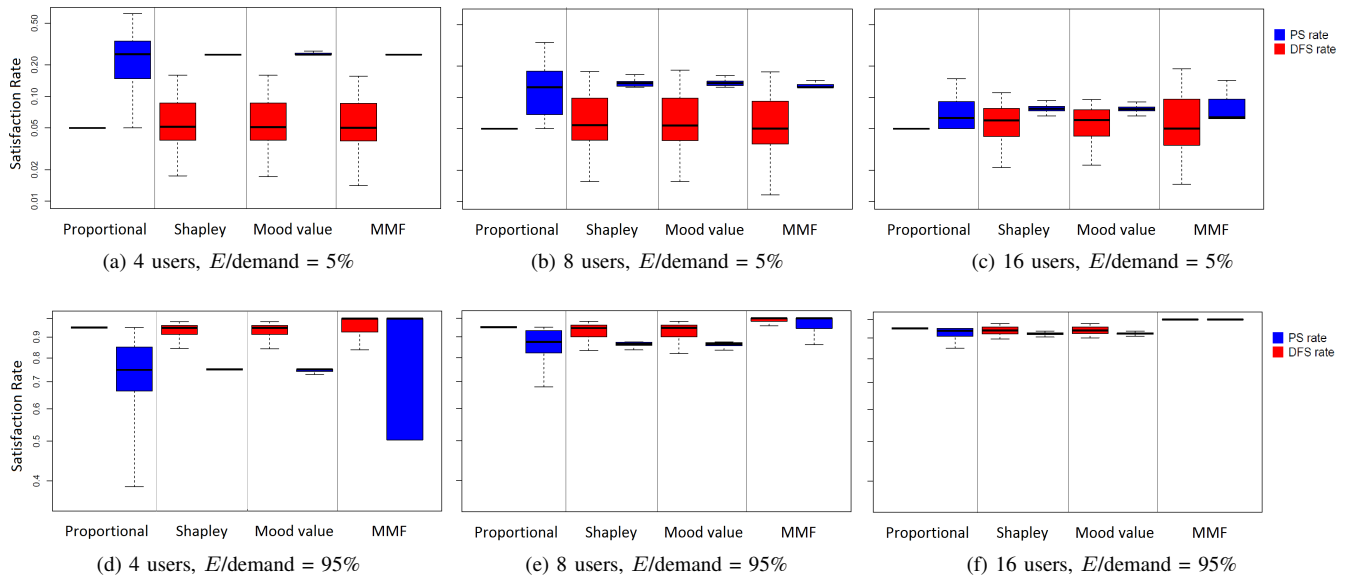 Satisfaction Rate
0.50
0.20
0.10
0.05
0.02
0.01
Proportional Shapley Mood value MMF
(a) 4 users, E/demand = 5%
Proportional Shapley Mood value MMF
(b) 8 users, E/demand = 5%
Proportional Shapley Mood value MMF
(c) 16 users, E/demand = 5%
PS rate
DFS rate
Satisfaction Rate
0.9
0.8
0.7
0.6
0.5
0.4
Proportional Shapley Mood value MMF
(d) 4 users, E/demand = 95%
Proportional Shapley Mood value MMF
(e) 8 users, E/demand = 95%
Proportional Shapley Mood value MMF
(f) 16 users, E/demand = 95%
PS rate
DFS rate